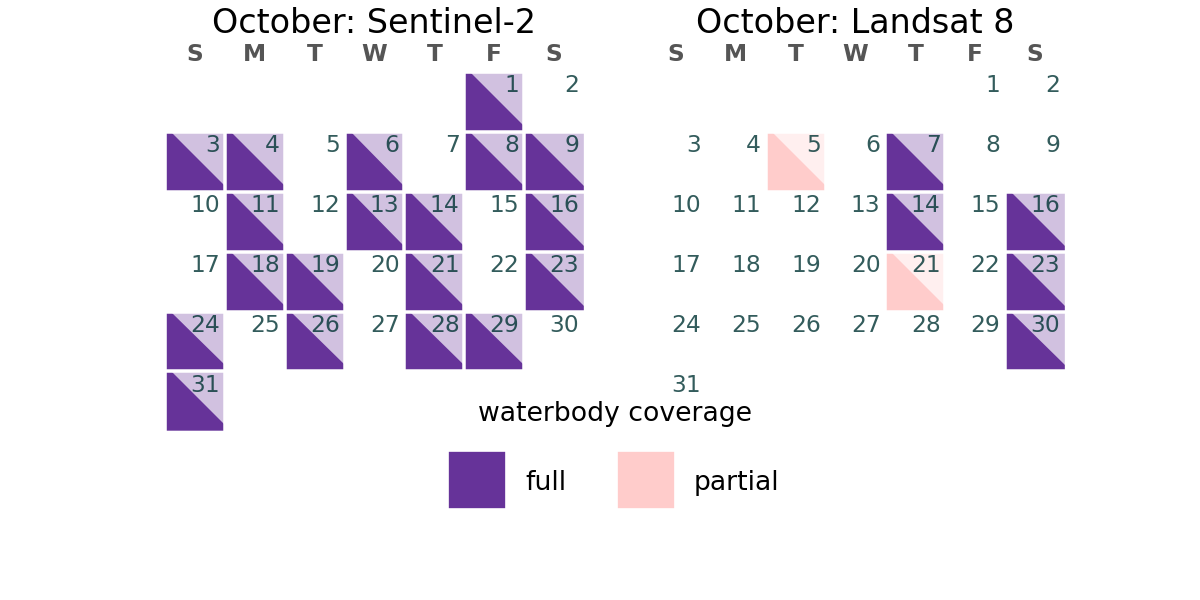 October: Sentinel-2
S M T W T F S
1 2
3 4 5 6 7 8 9
10 11 12 13 14 15 16
17 18 19 20 21 22 23
24 25 26 27 28 29 30
31
October: Landsat 8
S M T W T F S
1 2
3 4 5 6 7 8 9
10 11 12 13 14 15 16
17 18 19 20 21 22 23
24 25 26 27 28 29 30
31
waterbody coverage
full
partial